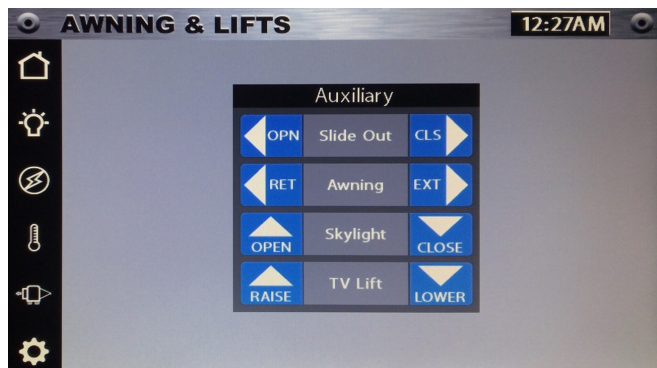 AWNING & LIFTS 12:27AM
Auxiliary
OPN Slide Out CLS
RET Awning EXT
OPEN Skylight CLOSE
RAISE TV Lift LOWER